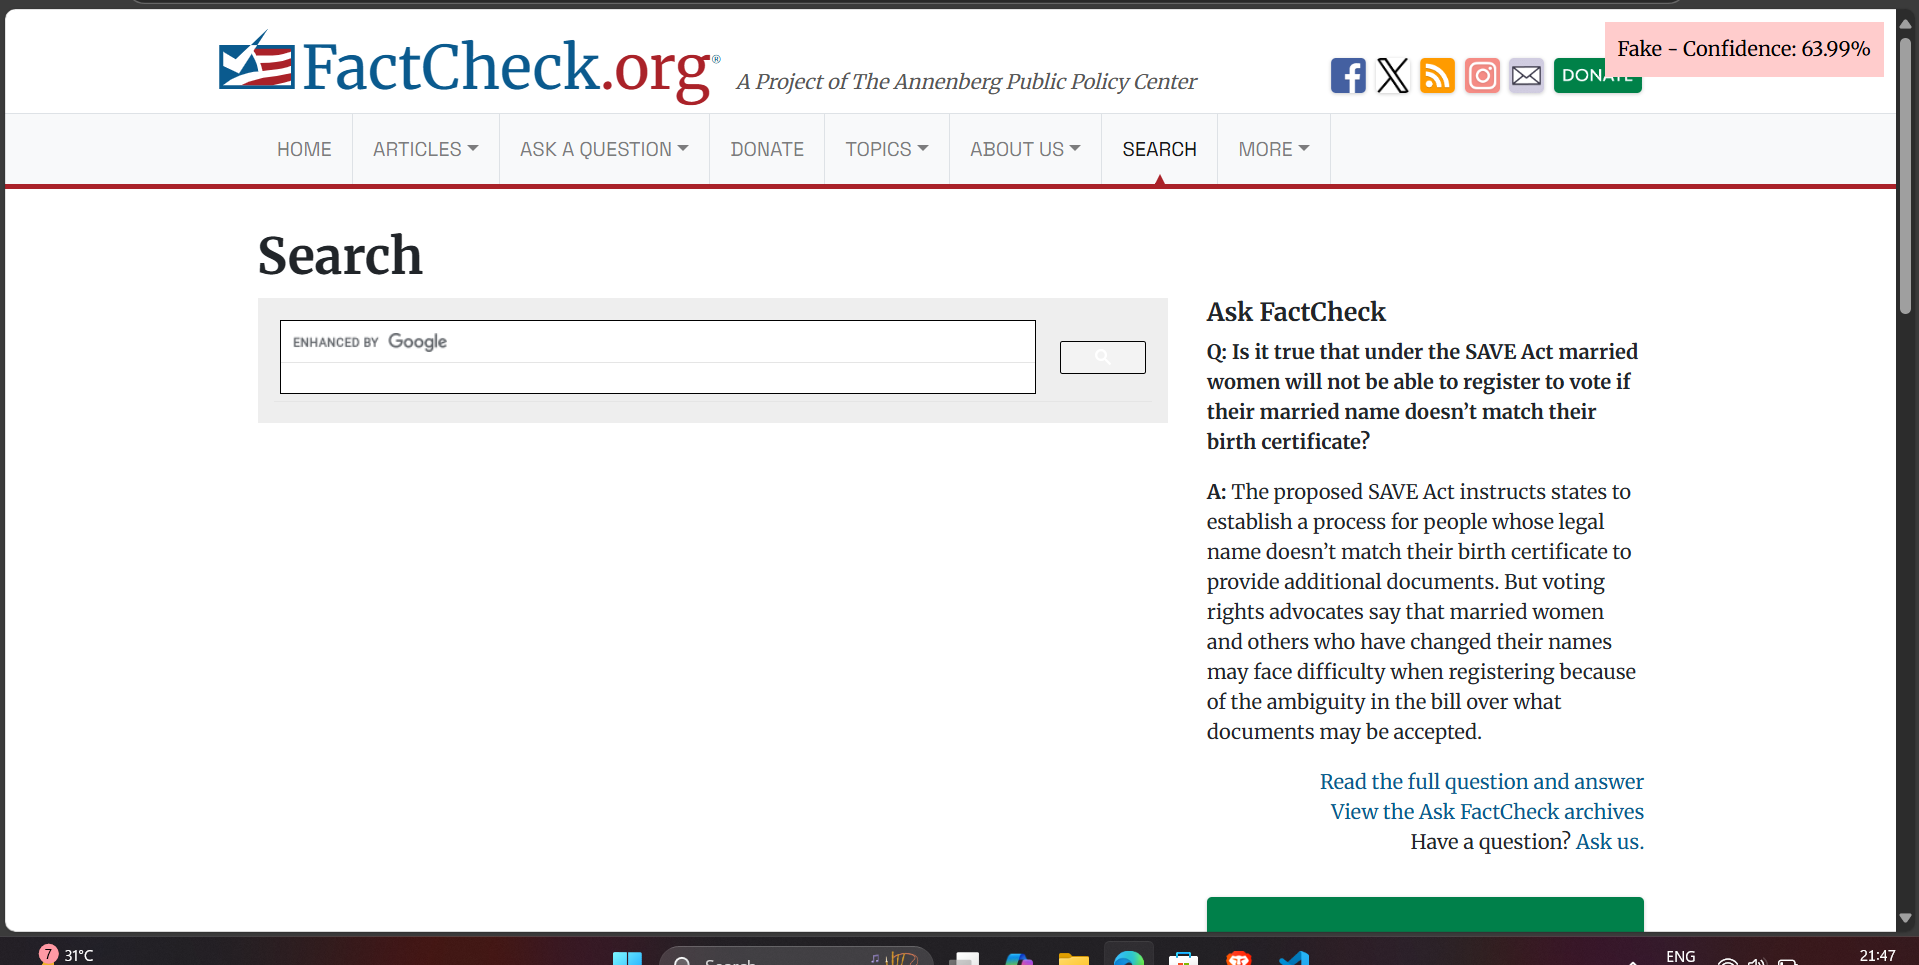 FactCheck.org®
A Project of The Annenberg Public Policy Center
Fake - Confidence: 63.99%
HOME
ARTICLES
ASK A QUESTION
DONATE
TOPICS
ABOUT US
SEARCH
MORE
Search
ENHANCED BY Google
Ask FactCheck
Q: Is it true that under the SAVE Act married
women will not be able to register to vote if
their married name doesn’t match their
birth certificate?
A: The proposed SAVE Act instructs states to
establish a process for people whose legal
name doesn’t match their birth certificate to
provide additional documents. But voting
rights advocates say that married women
and others who have changed their names
may face difficulty when registering because
of the ambiguity in the bill over what
documents may be accepted.
Read the full question and answer
View the Ask FactCheck archives
Have a question? Ask us.
7
31°C
Search
ENG
21:47